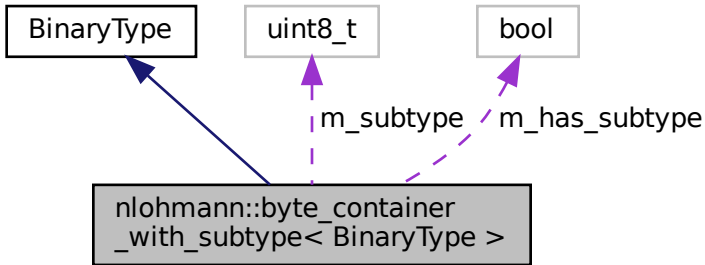 BinaryType
uint8_t
bool
m_subtype
m_has_subtype
nlohmann::byte_container
_with_subtype< BinaryType >